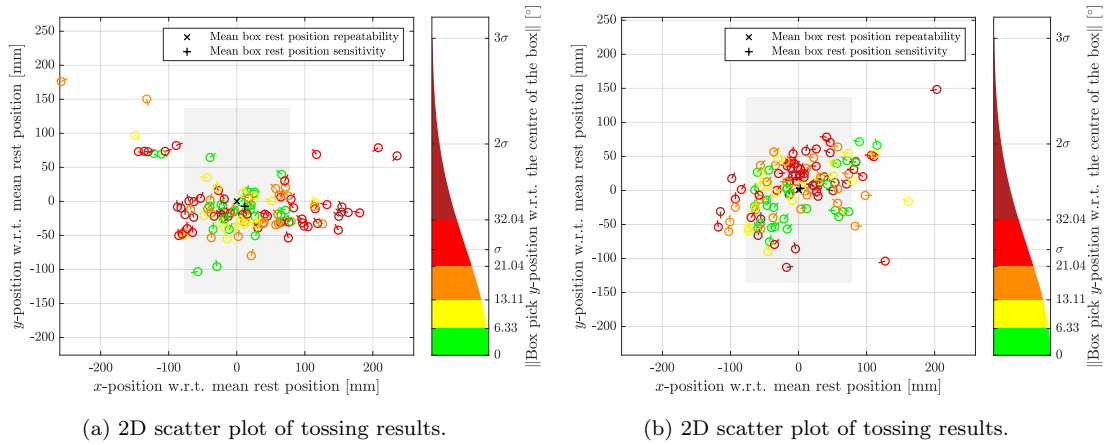 250
200
150
100
50
0
-50
-100
-150
-200
-200
-100
0
100
200
y-position w.r.t. mean rest position [mm]
x-position w.r.t. mean rest position [mm]
× Mean box rest position repeatability
+ Mean box rest position sensitivity
3σ
2σ
32.04
σ
21.04
13.11
6.33
0
||Box pick y-position w.r.t. the centre of the box|| [°]
(a) 2D scatter plot of tossing results.
250
200
150
100
50
0
-50
-100
-150
-200
-200
-100
0
100
200
y-position w.r.t. mean rest position [mm]
x-position w.r.t. mean rest position [mm]
× Mean box rest position repeatability
+ Mean box rest position sensitivity
3σ
2σ
32.04
σ
21.04
13.11
6.33
0
||Box pick y-position w.r.t. the centre of the box|| [°]
(b) 2D scatter plot of tossing results.